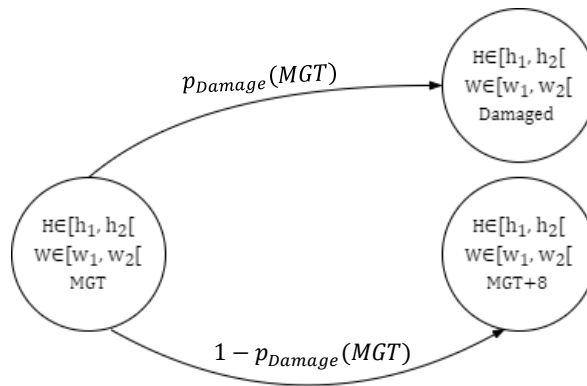 H∈[h₁, h₂[
W∈[w₁, w₂[
Damaged
p_Damage(MGT)
H∈[h₁, h₂[
W∈[w₁, w₂[
MGT
H∈[h₁, h₂[
W∈[w₁, w₂[
MGT+8
1 − p_Damage(MGT)